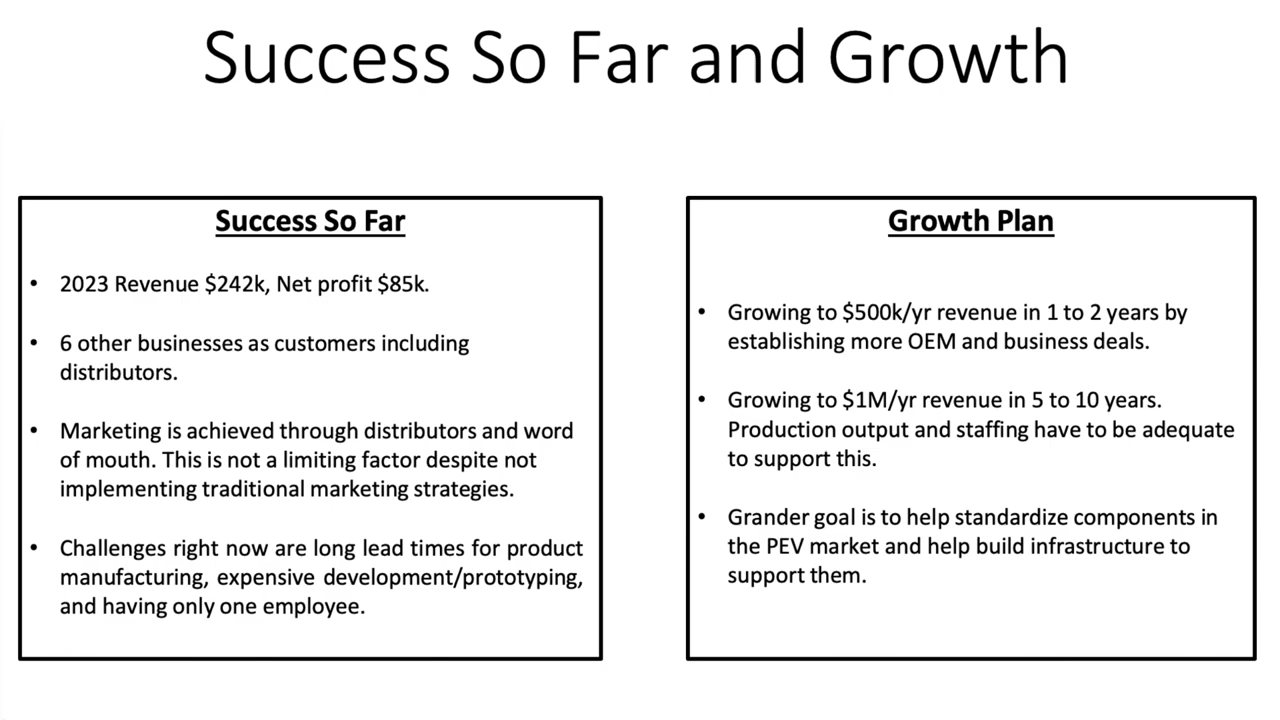 Success So Far and Growth
Success So Far
• 2023 Revenue $242k, Net profit $85k.
• 6 other businesses as customers including
distributors.
• Marketing is achieved through distributors and word
of mouth. This is not a limiting factor despite not
implementing traditional marketing strategies.
• Challenges right now are long lead times for product
manufacturing, expensive development/prototyping,
and having only one employee.
Growth Plan
• Growing to $500k/yr revenue in 1 to 2 years by
establishing more OEM and business deals.
• Growing to $1M/yr revenue in 5 to 10 years.
Production output and staffing have to be adequate
to support this.
• Grander goal is to help standardize components in
the PEV market and help build infrastructure to
support them.